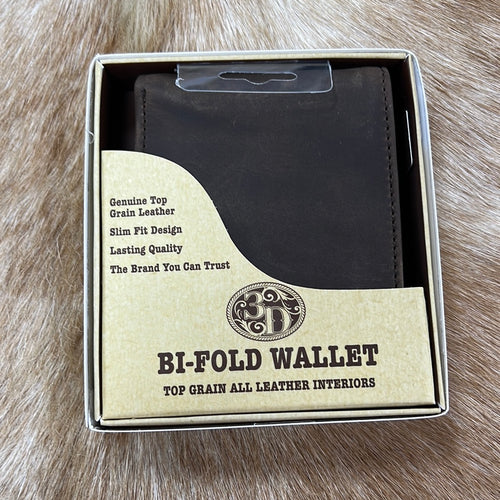 Genuine Top
Grain Leather
Slim Fit Design
Lasting Quality
The Brand You Can Trust
3D
BI-FOLD WALLET
TOP GRAIN ALL LEATHER INTERIORS